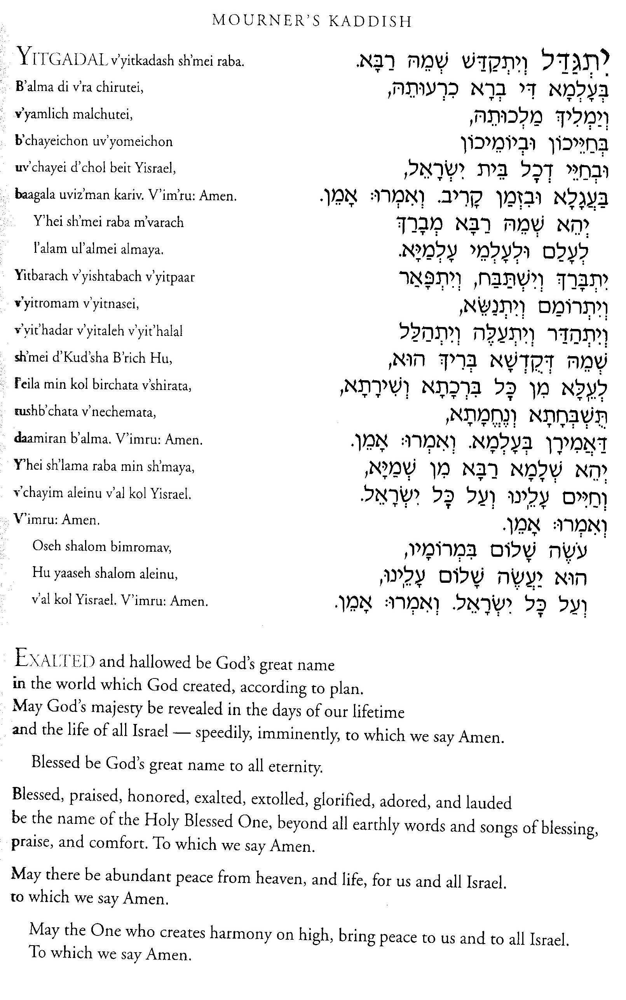 MOURNER'S KADDISH
YITGADAL v'yitkadash sh'mei raba.
B'alma di v'ra chirutei,
v'yamlich malchutei,
b'chayeichon uv'yomeichon
uv'chayei d'chol beit Yisrael,
baagala uviz'man kariv. V'im'ru: Amen.
Y'hei sh'mei raba m'varach
l'alam ul'almei almaya.
Yitbarach v'yishtabach v'yitpaar
v'yitromam v'yitnasei,
v'yit'hadar v'yitaleh v'yit'halal
sh'mei d'Kud'sha B'rich Hu,
l'eila min kol birchata v'shirata,
tushb'chata v'nechemata,
daamiran b'alma. V'imru: Amen.
Y'hei sh'lama raba min sh'maya,
v'chayim aleinu v'al kol Yisrael.
V'imru: Amen.
Oseh shalom bimromav,
Hu yaaseh shalom aleinu,
v'al kol Yisrael. V'imru: Amen.
יִתְגַּדַּל וְיִתְקַדַּשׁ שְׁמֵהּ רַבָּא.
בְּעָלְמָא דִּי בְרָא כִרְעוּתֵהּ,
וְיַמְלִיךְ מַלְכוּתֵהּ,
בְּחַיֵּיכוֹן וּבְיוֹמֵיכוֹן
וּבְחַיֵּי דְכׇל בֵּית יִשְׂרָאֵל,
בַּעֲגָלָא וּבִזְמַן קָרִיב. וְאִמְרוּ: אָמֵן.
יְהֵא שְׁמֵהּ רַבָּא מְבָרַךְ
לְעָלַם וּלְעָלְמֵי עָלְמַיָּא.
יִתְבָּרַךְ וְיִשְׁתַּבַּח, וְיִתְפָּאַר
וְיִתְרוֹמַם וְיִתְנַשֵּׂא,
וְיִתְהַדַּר וְיִתְעַלֶּה וְיִתְהַלַּל
שְׁמֵהּ דְּקֻדְשָׁא בְּרִיךְ הוּא,
לְעֵלָּא מִן כׇּל בִּרְכָתָא וְשִׁירָתָא,
תֻּשְׁבְּחָתָא וְנֶחֱמָתָא,
דַּאֲמִירָן בְּעָלְמָא. וְאִמְרוּ: אָמֵן.
יְהֵא שְׁלָמָא רַבָּא מִן שְׁמַיָּא,
וְחַיִּים עָלֵינוּ וְעַל כׇּל יִשְׂרָאֵל.
וְאִמְרוּ: אָמֵן.
עֹשֶׂה שָׁלוֹם בִּמְרוֹמָיו,
הוּא יַעֲשֶׂה שָׁלוֹם עָלֵינוּ,
וְעַל כׇּל יִשְׂרָאֵל. וְאִמְרוּ: אָמֵן.
EXALTED and hallowed be God's great name
in the world which God created, according to plan.
May God's majesty be revealed in the days of our lifetime
and the life of all Israel — speedily, imminently, to which we say Amen.
Blessed be God's great name to all eternity.
Blessed, praised, honored, exalted, extolled, glorified, adored, and lauded
be the name of the Holy Blessed One, beyond all earthly words and songs of blessing,
praise, and comfort. To which we say Amen.
May there be abundant peace from heaven, and life, for us and all Israel.
to which we say Amen.
May the One who creates harmony on high, bring peace to us and to all Israel.
To which we say Amen.